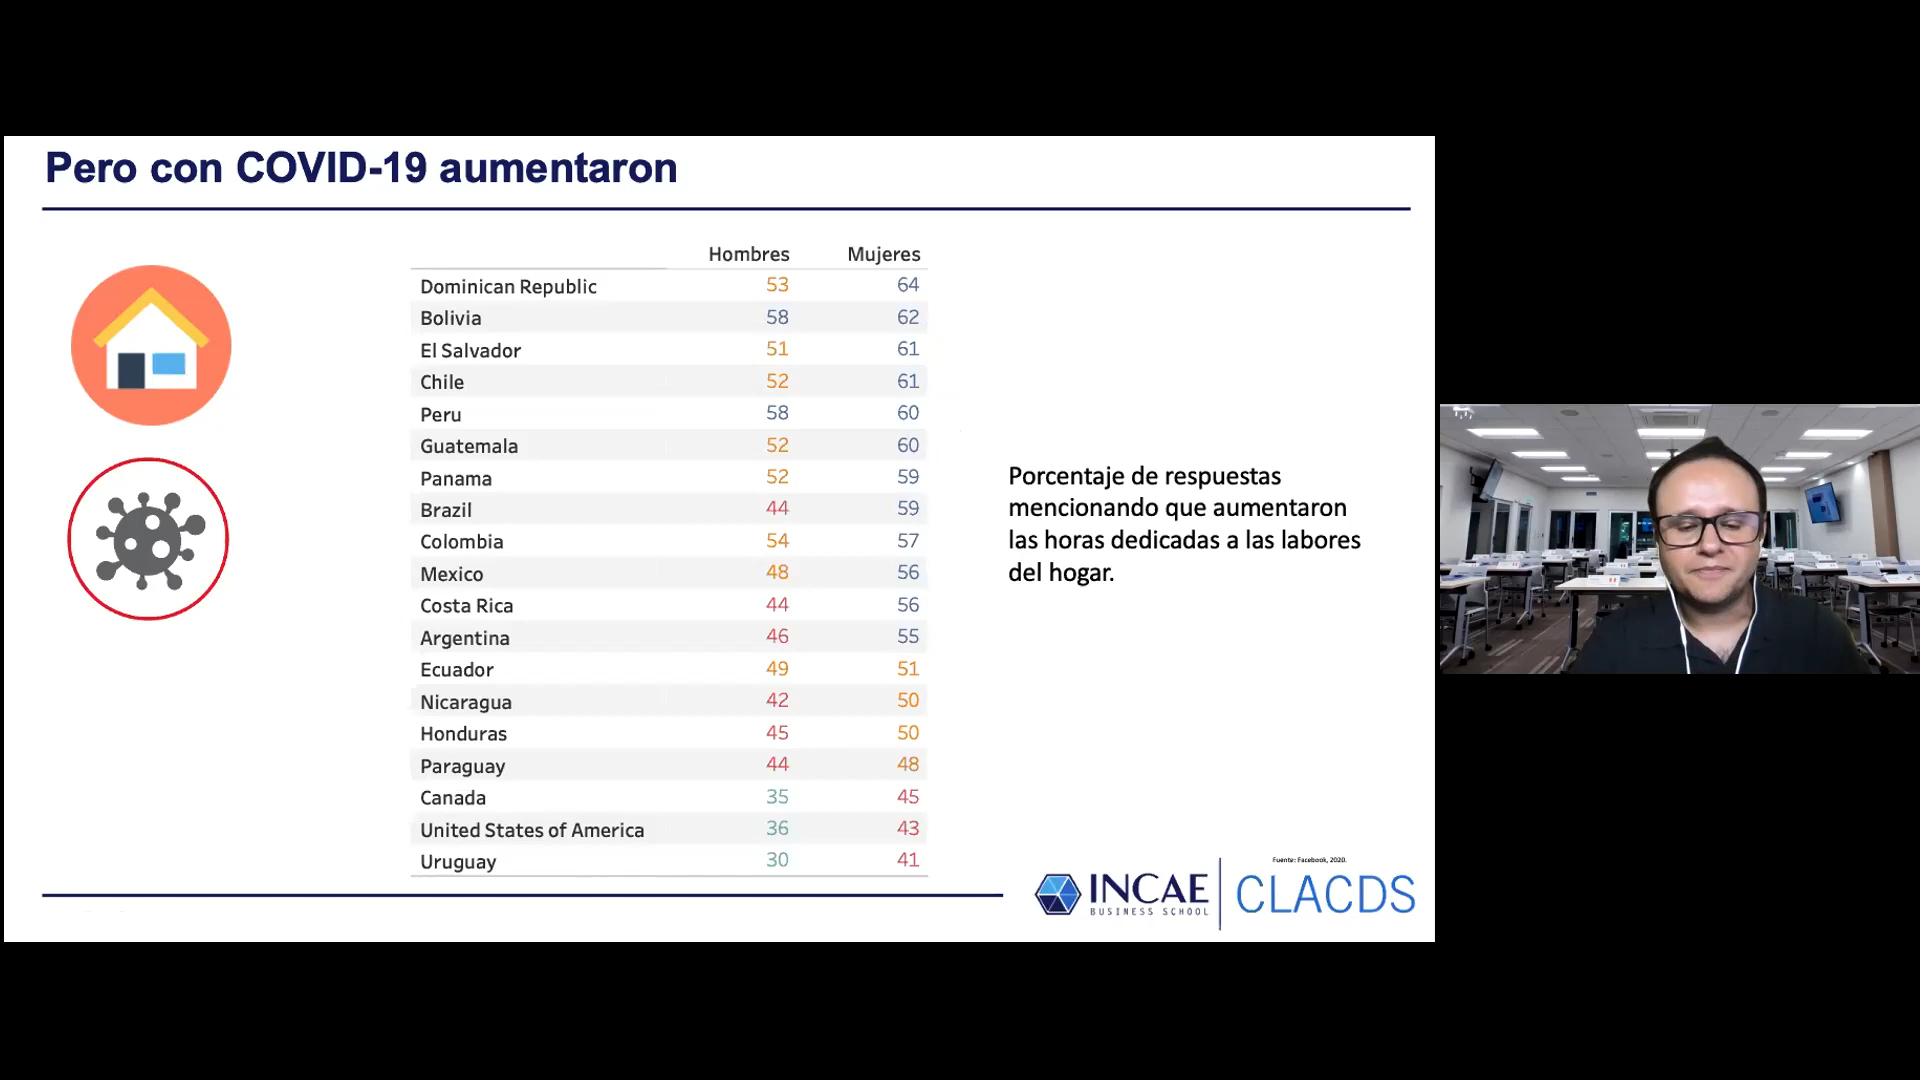 Pero con COVID-19 aumentaron
Hombres Mujeres
Dominican Republic 53 64
Bolivia 58 62
El Salvador 51 61
Chile 52 61
Peru 58 60
Guatemala 52 60
Panama 52 59
Brazil 44 59
Colombia 54 57
Mexico 48 56
Costa Rica 44 56
Argentina 46 55
Ecuador 49 51
Nicaragua 42 50
Honduras 45 50
Paraguay 44 48
Canada 35 45
United States of America 36 43
Uruguay 30 41
Porcentaje de respuestas
mencionando que aumentaron
las horas dedicadas a las labores
del hogar.
Fuente: Facebook, 2020.
INCAE
BUSINESS SCHOOL
CLACDS